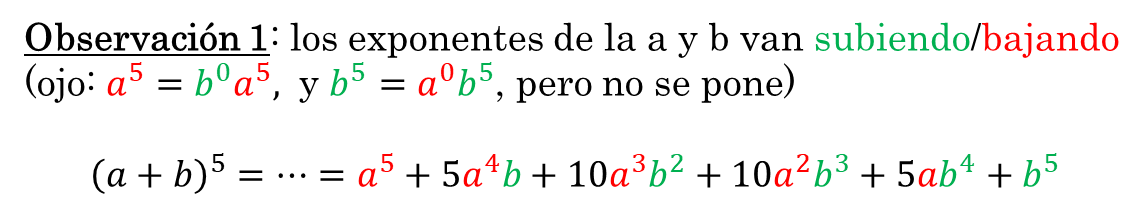 Observación 1: los exponentes de la a y b van subiendo/bajando
(ojo: a⁵ = b⁰a⁵, y b⁵ = a⁰b⁵, pero no se pone)
(a + b)⁵ = ⋯ = a⁵ + 5a⁴b + 10a³b² + 10a²b³ + 5ab⁴ + b⁵